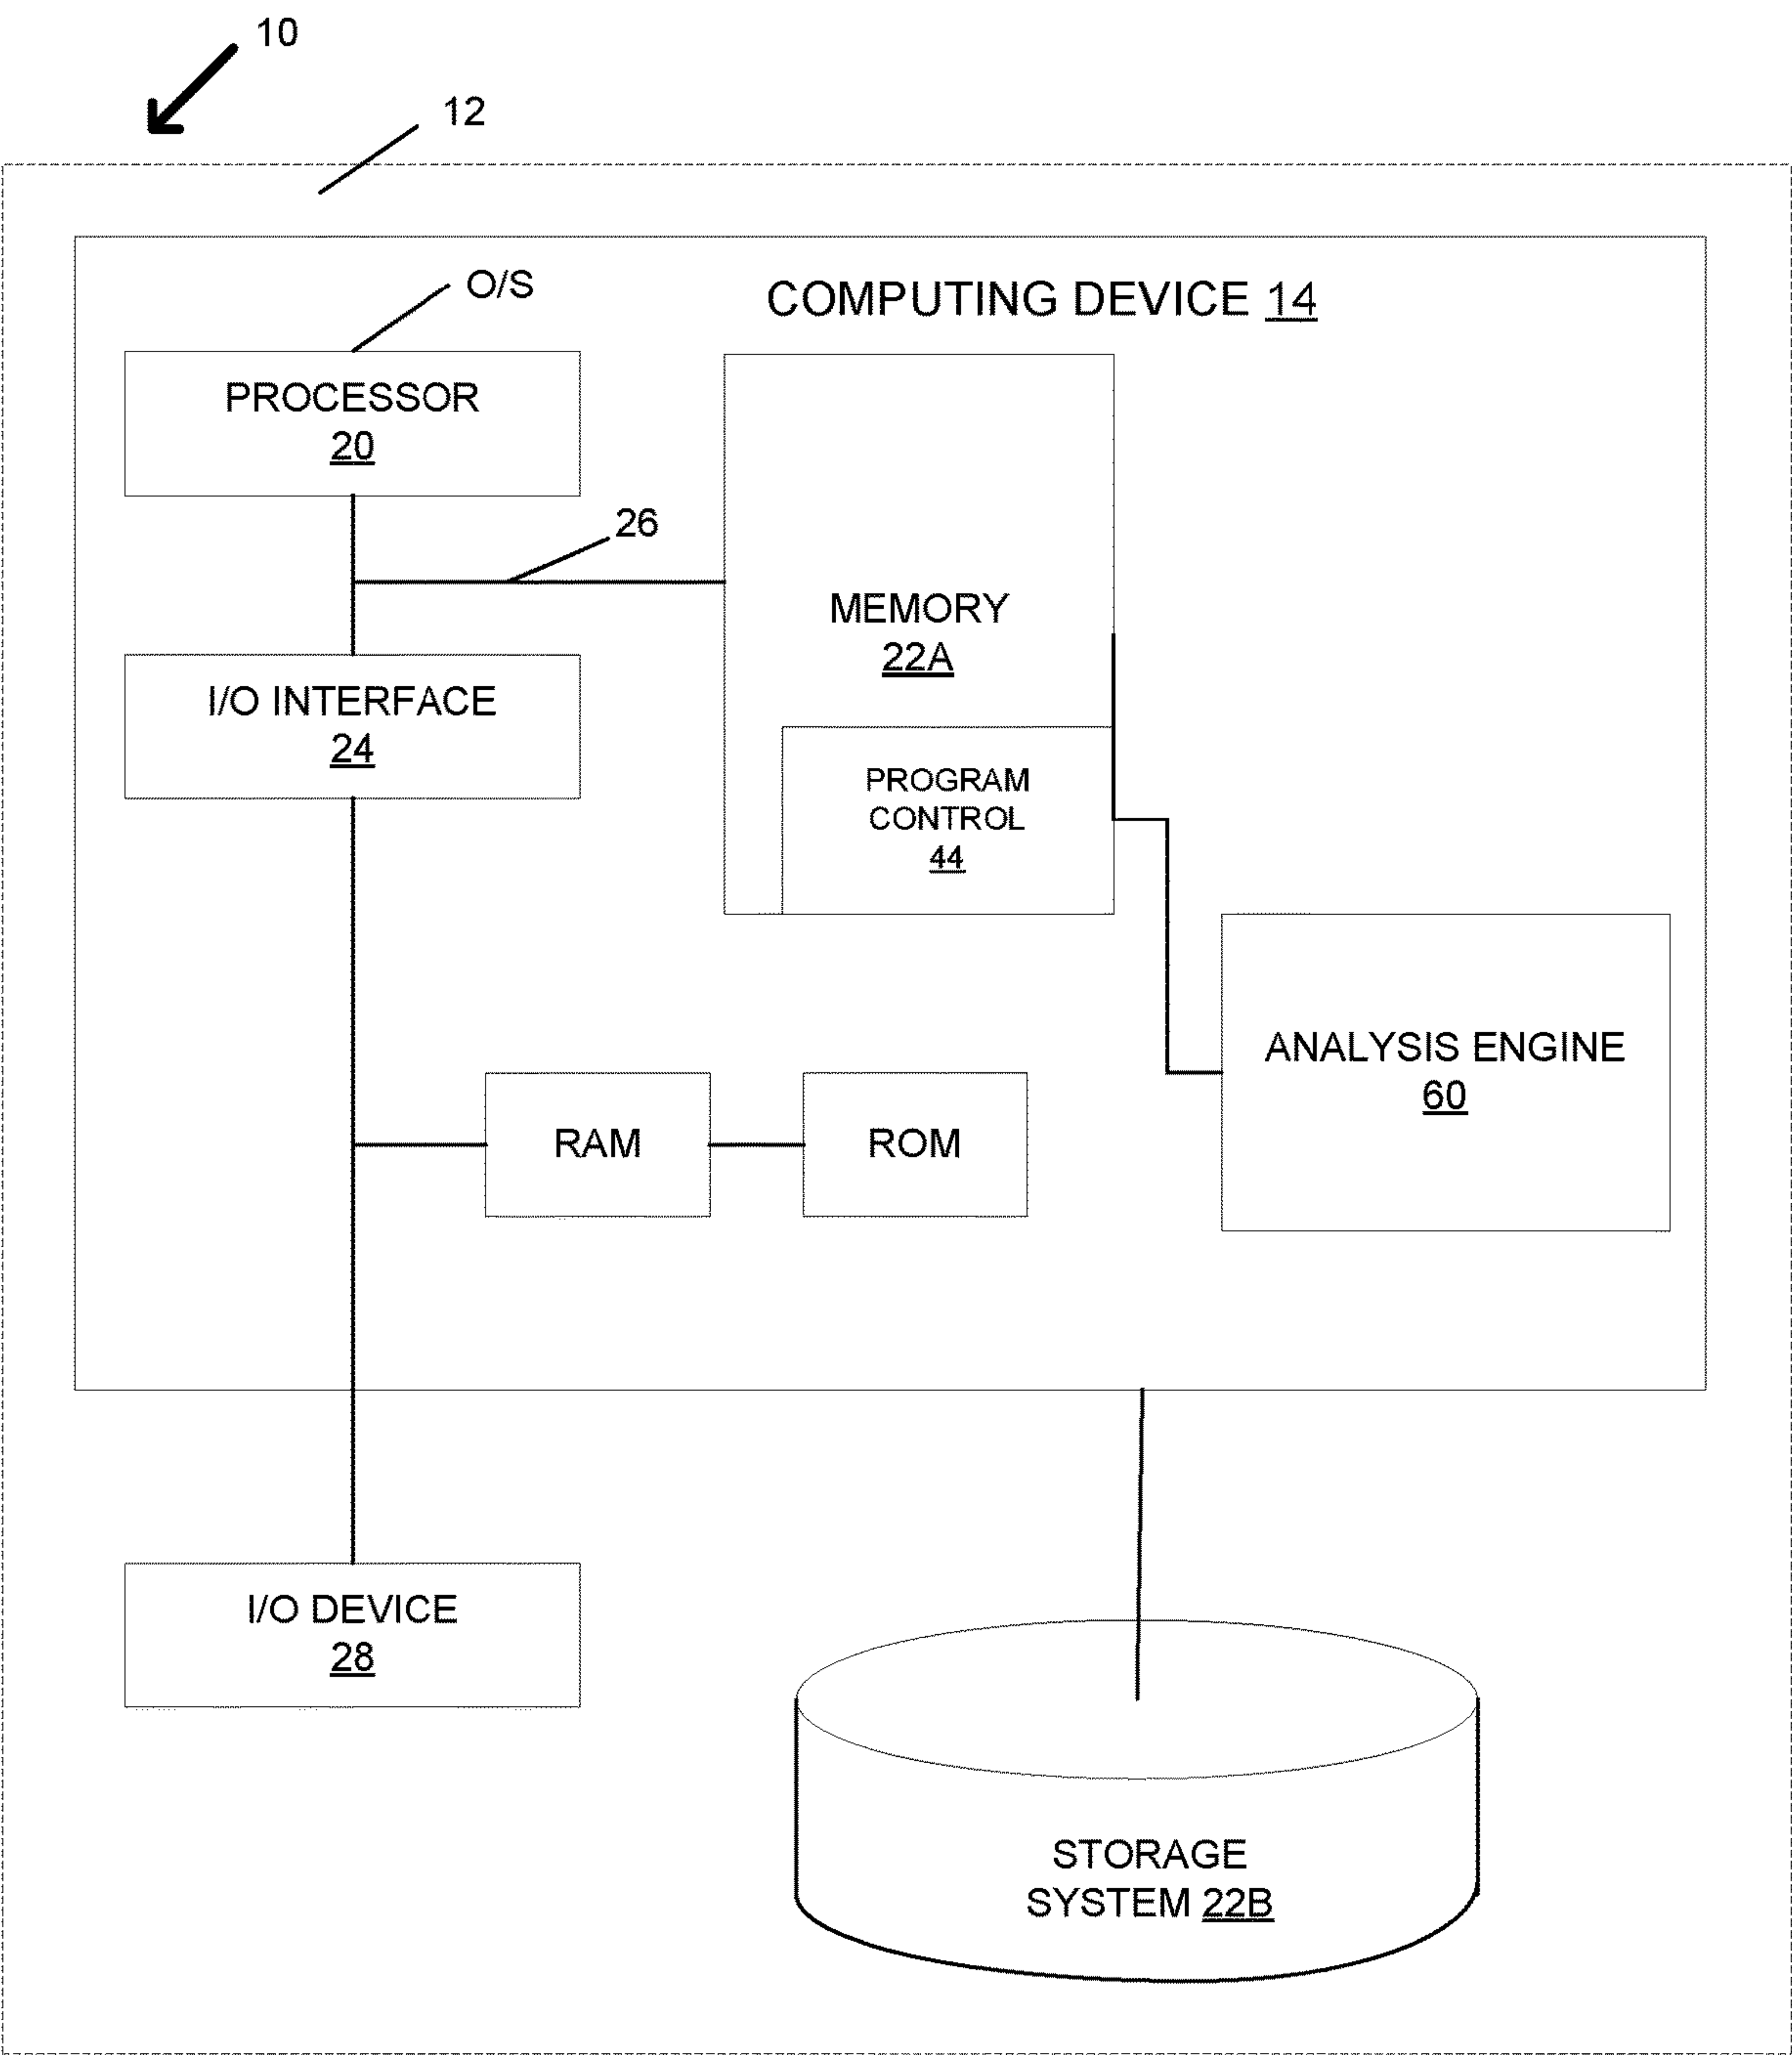 10
12
O/S
COMPUTING DEVICE 14
PROCESSOR
20
26
MEMORY
22A
I/O INTERFACE
24
PROGRAM
CONTROL
44
ANALYSIS ENGINE
60
RAM
ROM
I/O DEVICE
28
STORAGE
SYSTEM 22B